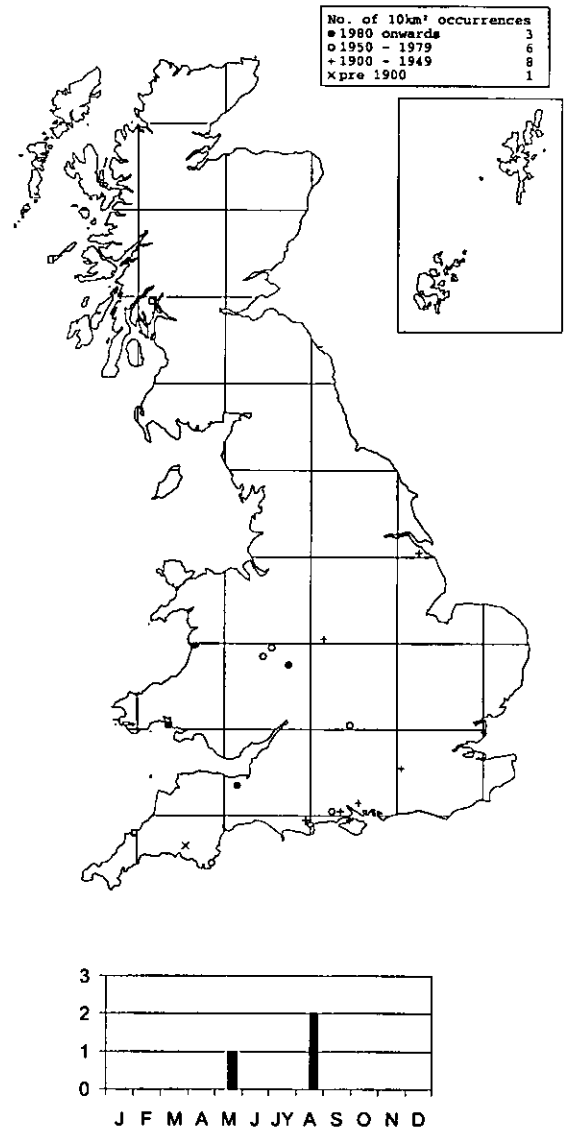 No. of 10km² occurrences
● 1980 onwards 3
o 1950 - 1979 6
+ 1900 - 1949 8
× pre 1900 1
3
2
1
0
J F M A M J JY A S O N D